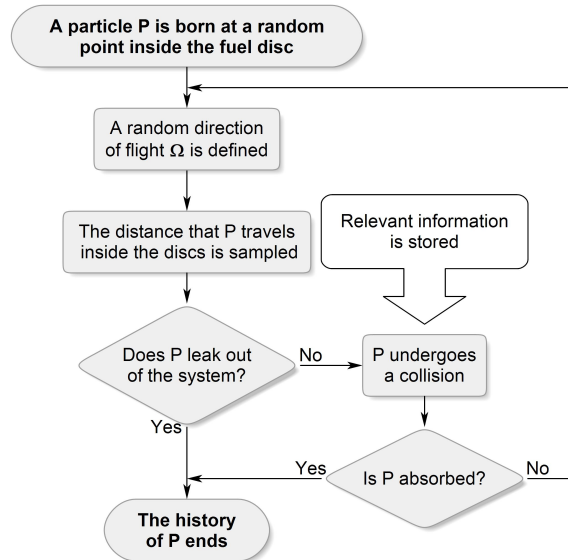 A particle P is born at a random
point inside the fuel disc
A random direction
of flight Ω is defined
The distance that P travels
inside the discs is sampled
Relevant information
is stored
Does P leak out
of the system?
No
P undergoes
a collision
Yes
Is P absorbed?
Yes
No
The history
of P ends